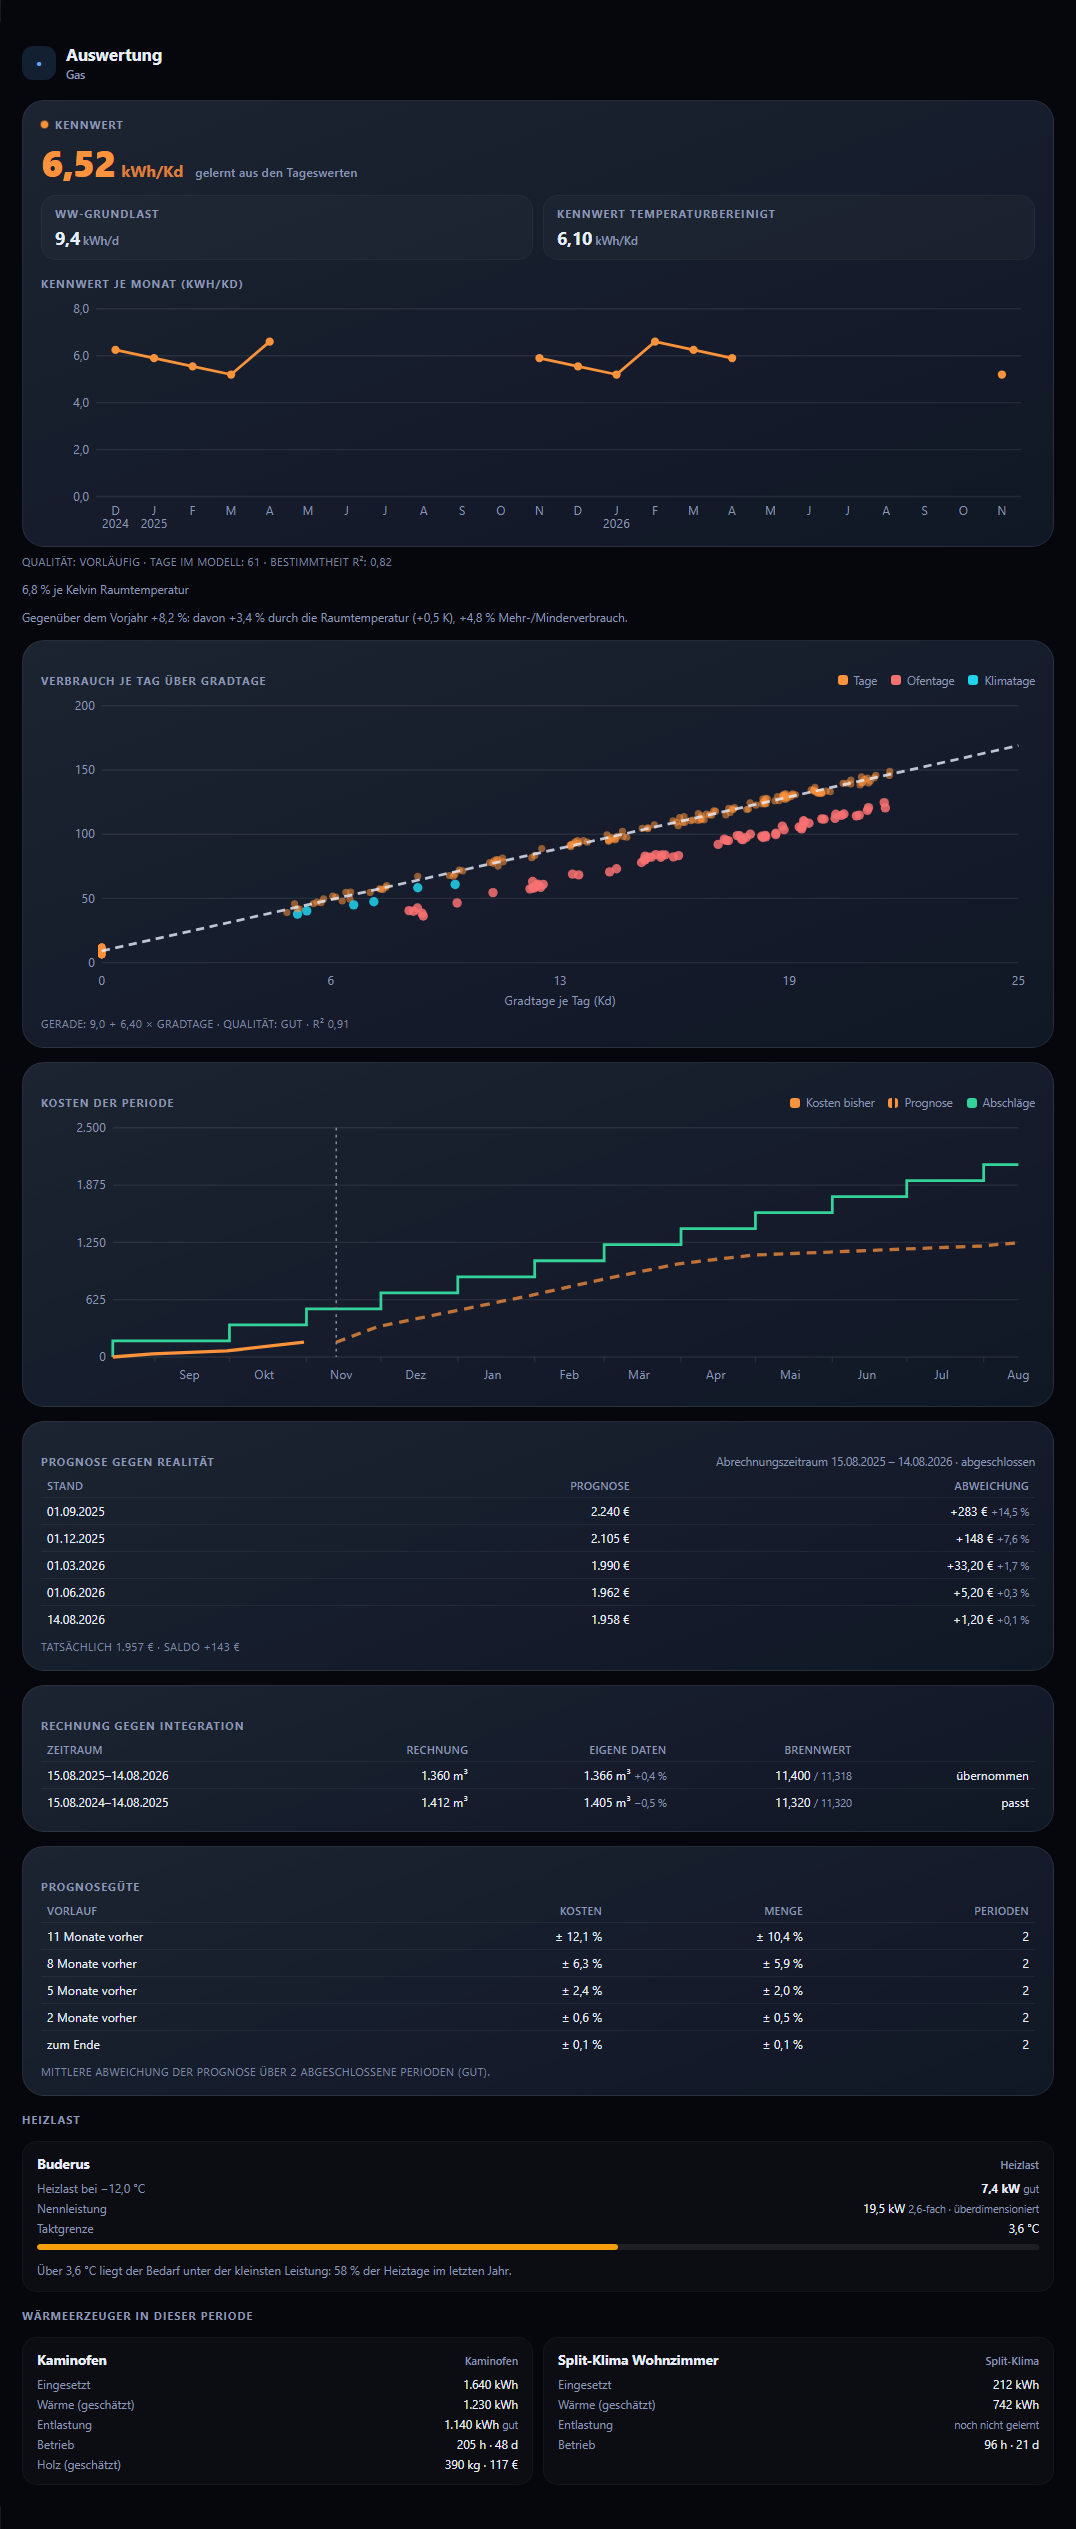 Auswertung
Gas
KENNWERT
6,52 kWh/Kd gelernt aus den Tageswerten
WW-GRUNDLAST
9,4 kWh/d
KENNWERT TEMPERATURBEREINIGT
6,10 kWh/Kd
KENNWERT JE MONAT (KWH/KD)
8,0
6,0
4,0
2,0
0,0
D J F M A M J J A S O N D J F M A M J J A S O N
2024 2025 2026
QUALITÄT: VORLÄUFIG · TAGE IM MODELL: 61 · BESTIMMTHEIT R²: 0,82
6,8 % je Kelvin Raumtemperatur
Gegenüber dem Vorjahr +8,2 %: davon +3,4 % durch die Raumtemperatur (+0,5 K), +4,8 % Mehr-/Minderverbrauch.
VERBRAUCH JE TAG ÜBER GRADTAGE
Tage Ofentage Klimatage
200
150
100
50
0
0 6 13 19 25
Gradtage je Tag (Kd)
GERADE: 9,0 + 6,40 × GRADTAGE · QUALITÄT: GUT · R² 0,91
KOSTEN DER PERIODE
Kosten bisher Prognose Abschläge
2.500
1.875
1.250
625
0
Sep Okt Nov Dez Jan Feb Mär Apr Mai Jun Jul Aug
PROGNOSE GEGEN REALITÄT
Abrechnungszeitraum 15.08.2025 – 14.08.2026 · abgeschlossen
STAND PROGNOSE ABWEICHUNG
01.09.2025 2.240 € +283 € +14,5 %
01.12.2025 2.105 € +148 € +7,6 %
01.03.2026 1.990 € +33,20 € +1,7 %
01.06.2026 1.962 € +5,20 € +0,3 %
14.08.2026 1.958 € +1,20 € +0,1 %
TATSÄCHLICH 1.957 € · SALDO +143 €
RECHNUNG GEGEN INTEGRATION
ZEITRAUM RECHNUNG EIGENE DATEN BRENNWERT
15.08.2025–14.08.2026 1.360 m³ 1.366 m³ +0,4 % 11,400 / 11,318 übernommen
15.08.2024–14.08.2025 1.412 m³ 1.405 m³ −0,5 % 11,320 / 11,320 passt
PROGNOSEGÜTE
VORLAUF KOSTEN MENGE PERIODEN
11 Monate vorher ± 12,1 % ± 10,4 % 2
8 Monate vorher ± 6,3 % ± 5,9 % 2
5 Monate vorher ± 2,4 % ± 2,0 % 2
2 Monate vorher ± 0,6 % ± 0,5 % 2
zum Ende ± 0,1 % ± 0,1 % 2
MITTLERE ABWEICHUNG DER PROGNOSE ÜBER 2 ABGESCHLOSSENE PERIODEN (GUT).
HEIZLAST
Buderus Heizlast
Heizlast bei −12,0 °C 7,4 kW gut
Nennleistung 19,5 kW 2,6-fach · überdimensioniert
Taktgrenze 3,6 °C
Über 3,6 °C liegt der Bedarf unter der kleinsten Leistung: 58 % der Heiztage im letzten Jahr.
WÄRMEERZEUGER IN DIESER PERIODE
Kaminofen Kaminofen
Eingesetzt 1.640 kWh
Wärme (geschätzt) 1.230 kWh
Entlastung 1.140 kWh gut
Betrieb 205 h · 48 d
Holz (geschätzt) 390 kg · 117 €
Split-Klima Wohnzimmer Split-Klima
Eingesetzt 212 kWh
Wärme (geschätzt) 742 kWh
Entlastung noch nicht gelernt
Betrieb 96 h · 21 d